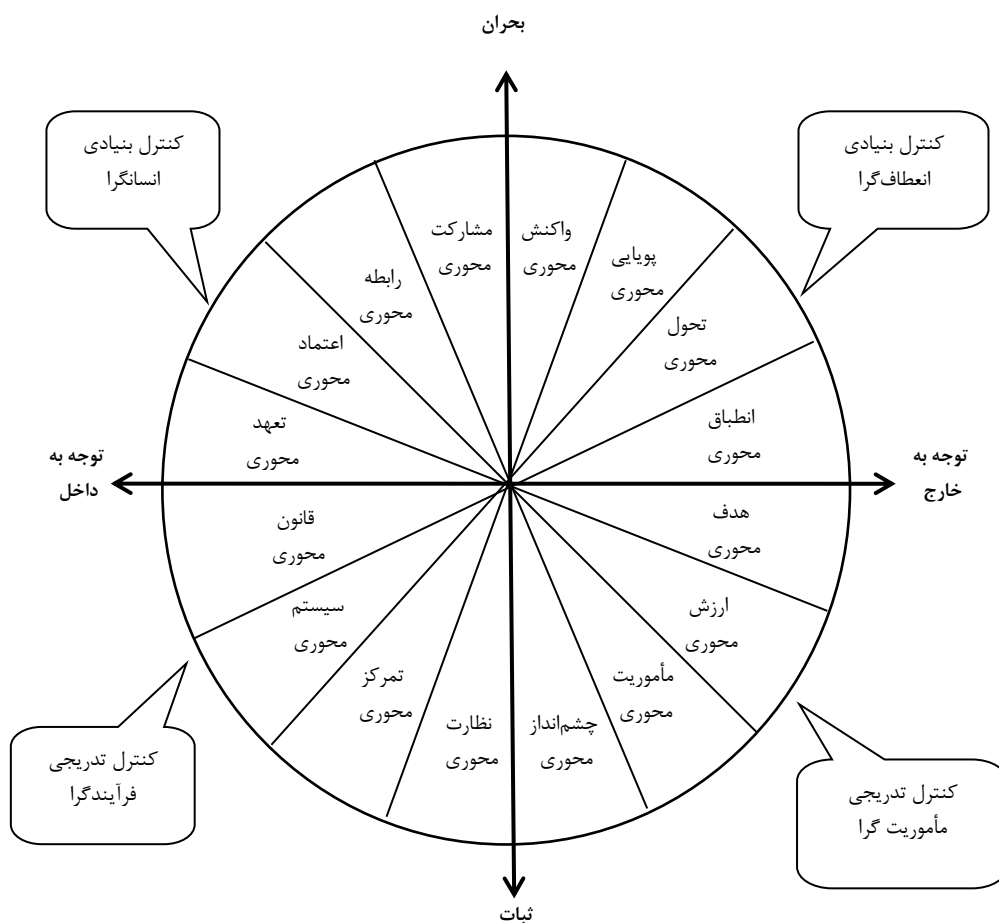 بحران
کنترل بنیادی
انعطاف‌گرا
کنترل بنیادی
انسانگرا
واکنش
محوری
مشارکت
محوری
پویایی
محوری
رابطه
محوری
تحول
محوری
اعتماد
محوری
انطباق
محوری
تعهد
محوری
توجه به
خارج
توجه به
داخل
هدف
محوری
قانون
محوری
ارزش
محوری
سیستم
محوری
مأموریت
محوری
تمرکز
محوری
چشم‌انداز
محوری
نظارت
محوری
کنترل تدریجی
مأموریت گرا
کنترل تدریجی
فرآیندگرا
ثبات